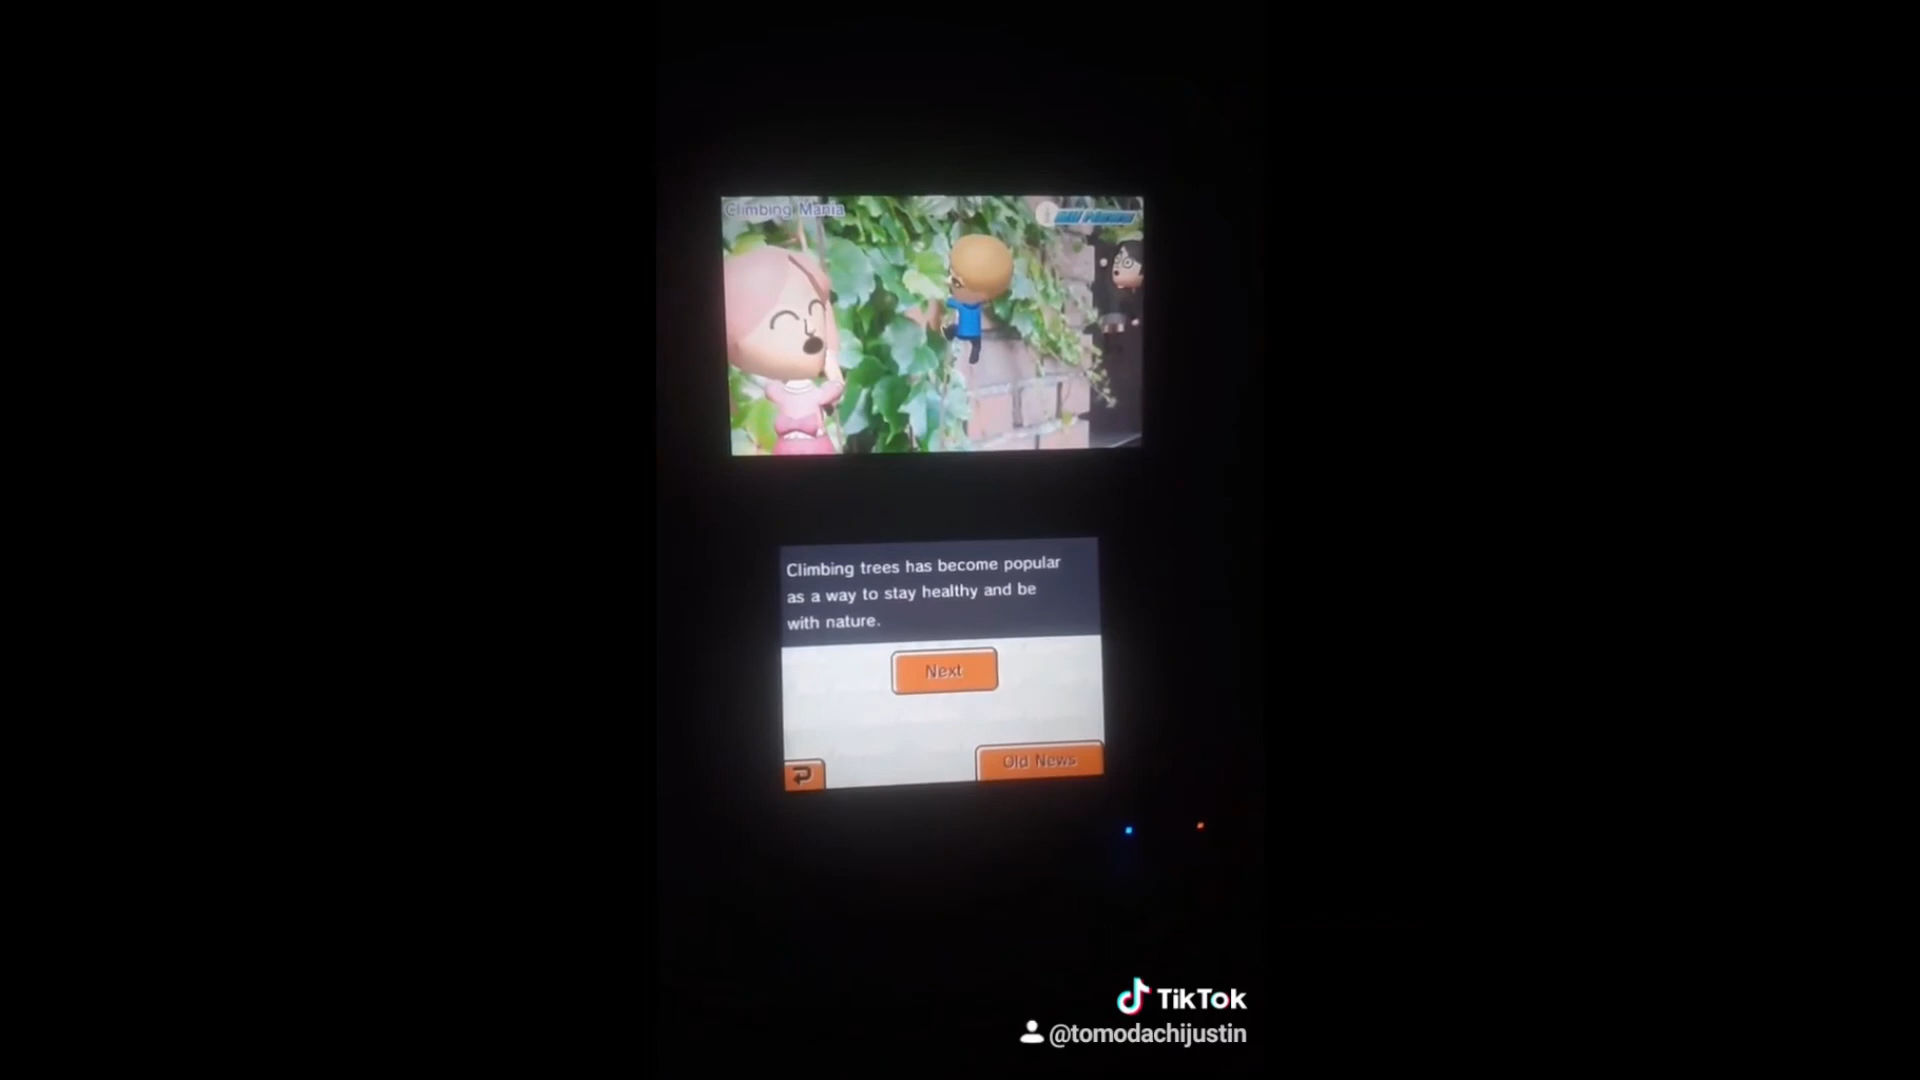 Climbing Mania
Climbing trees has become popular
as a way to stay healthy and be
with nature.
Next
Old News
TikTok
@tomodachijustin